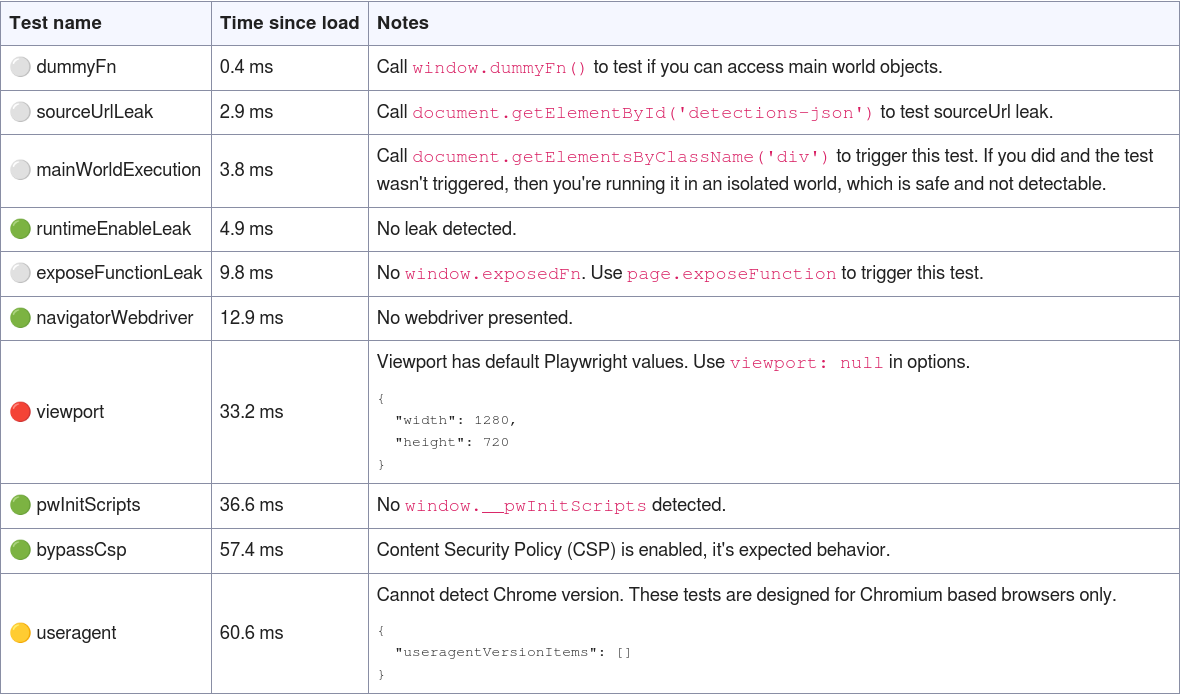 Test name Time since load Notes
dummyFn 0.4 ms Call window.dummyFn() to test if you can access main world objects.
sourceUrlLeak 2.9 ms Call document.getElementById('detections-json') to test sourceUrl leak.
mainWorldExecution 3.8 ms Call document.getElementsByClassName('div') to trigger this test. If you did and the test
wasn't triggered, then you're running it in an isolated world, which is safe and not detectable.
runtimeEnableLeak 4.9 ms No leak detected.
exposeFunctionLeak 9.8 ms No window.exposedFn. Use page.exposeFunction to trigger this test.
navigatorWebdriver 12.9 ms No webdriver presented.
viewport 33.2 ms Viewport has default Playwright values. Use viewport: null in options.
{
"width": 1280,
"height": 720
}
pwInitScripts 36.6 ms No window.__pwInitScripts detected.
bypassCsp 57.4 ms Content Security Policy (CSP) is enabled, it's expected behavior.
useragent 60.6 ms Cannot detect Chrome version. These tests are designed for Chromium based browsers only.
{
"useragentVersionItems": []
}